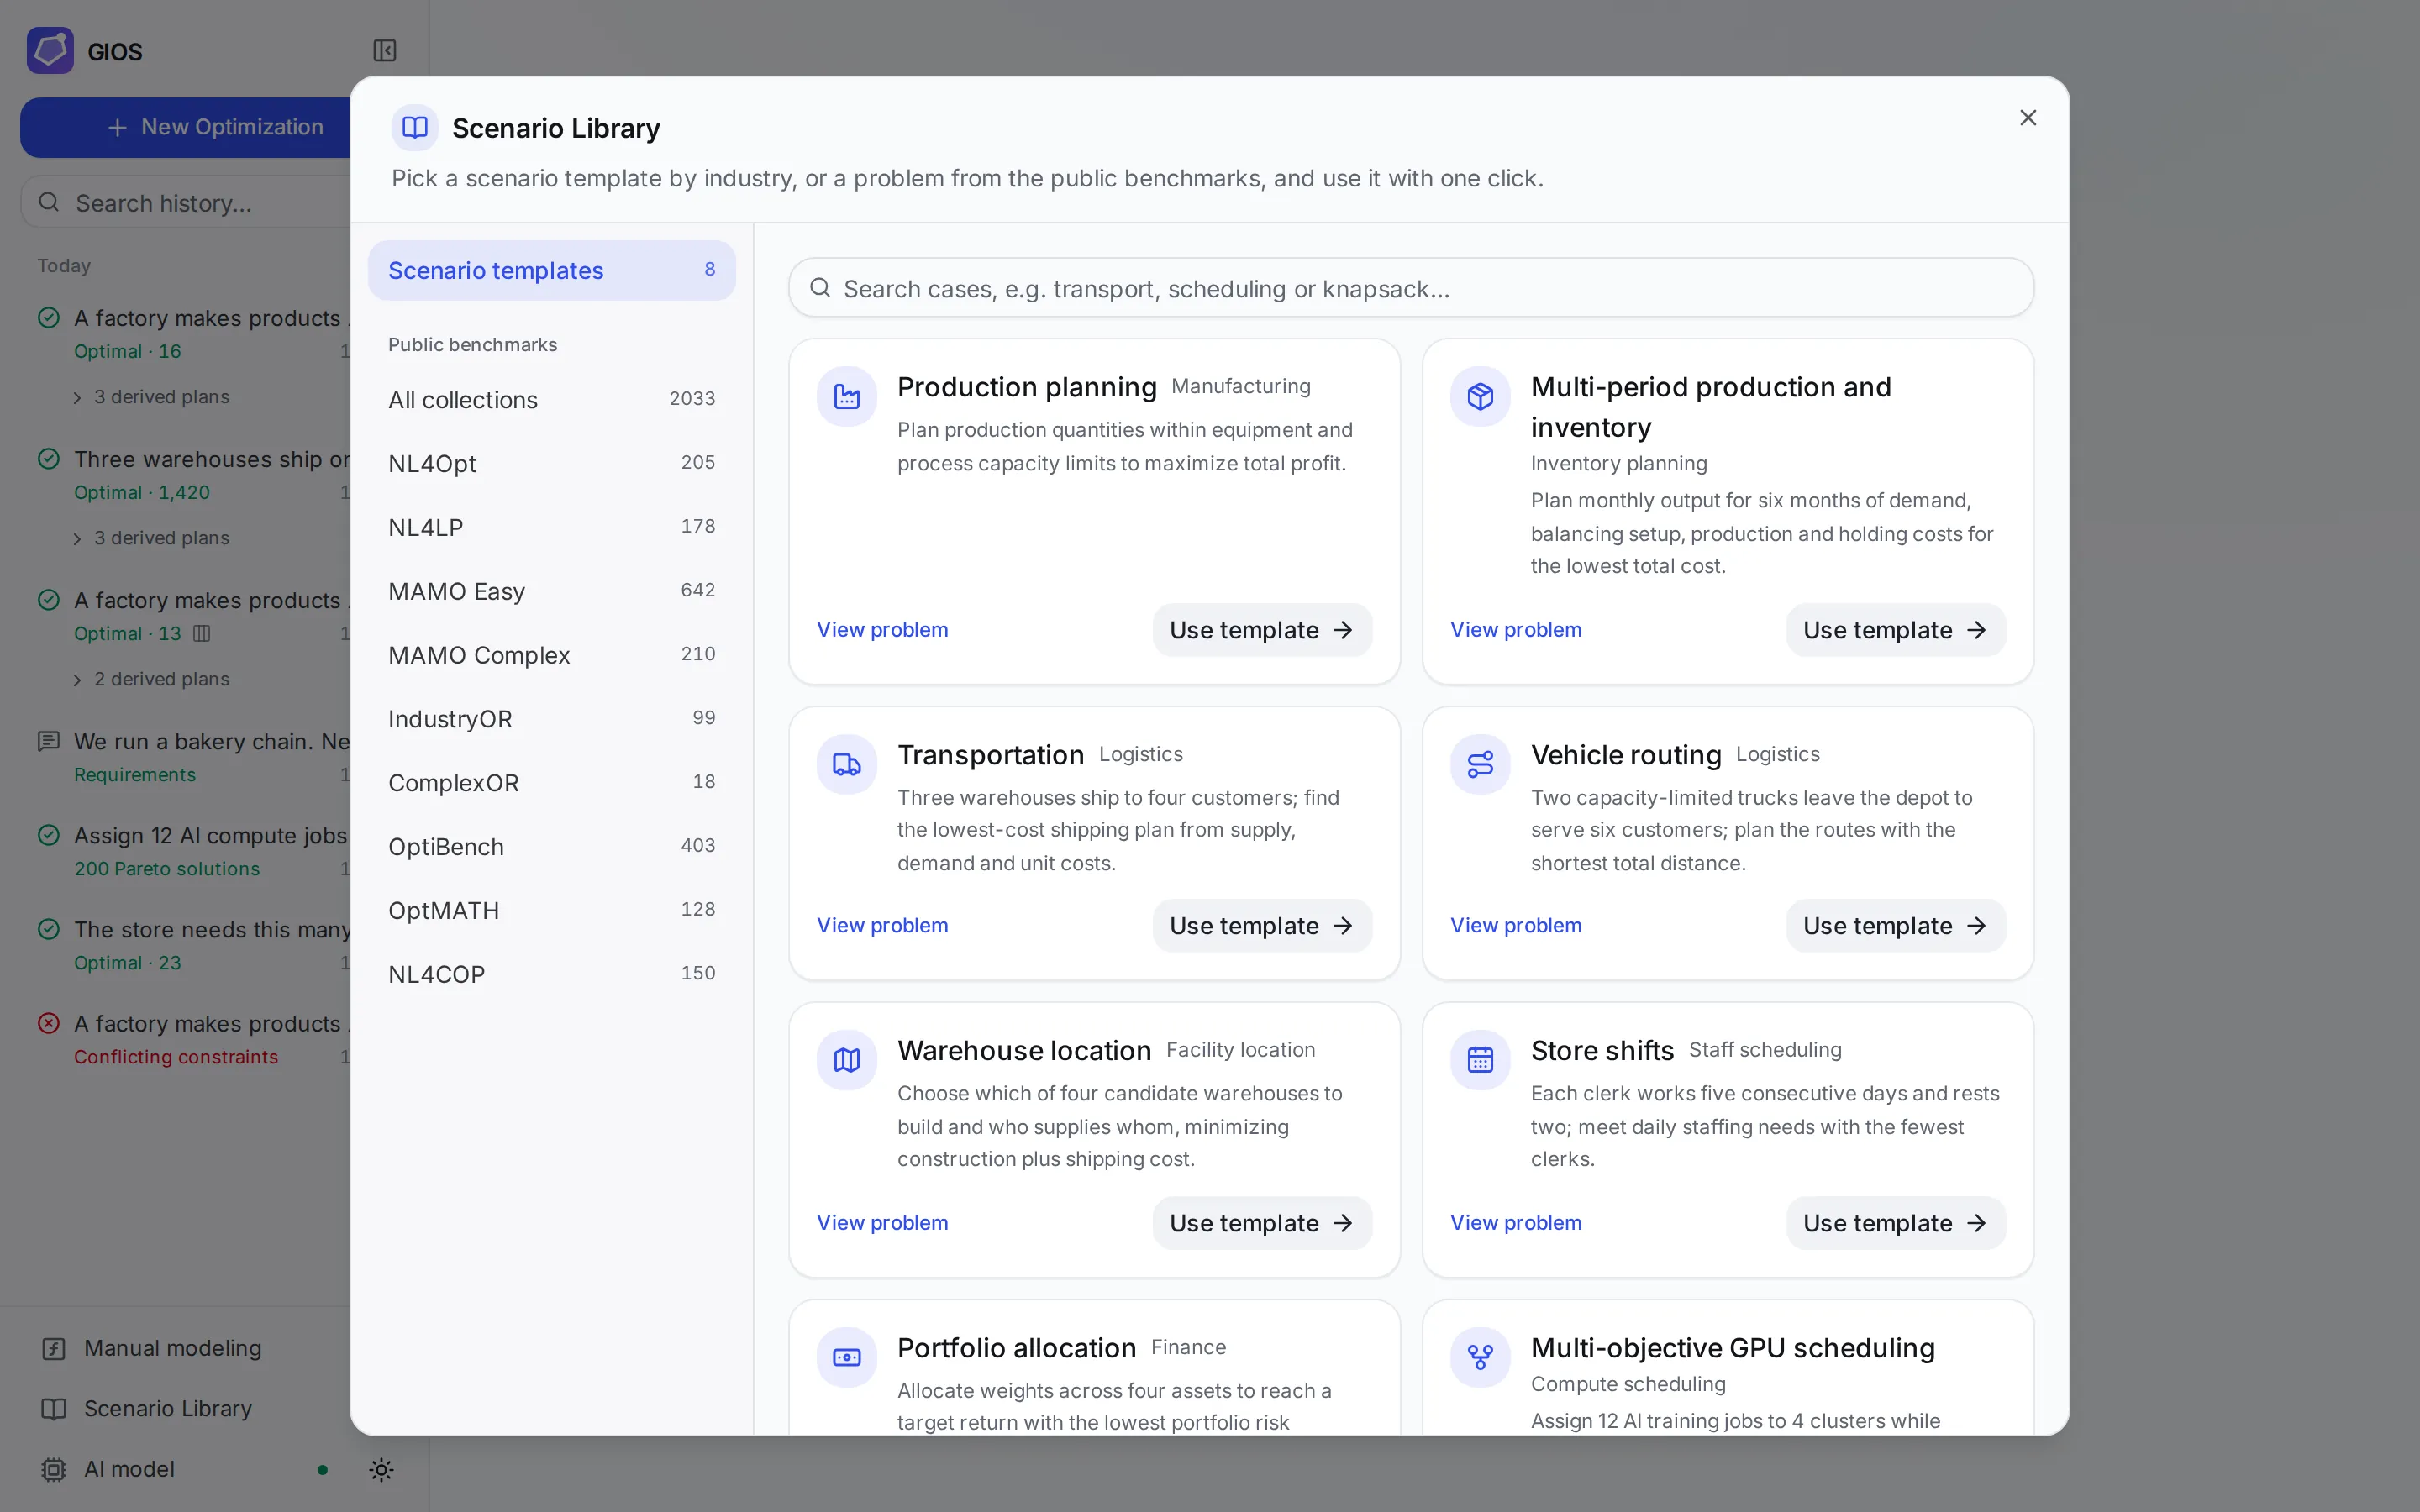 GIOS
New Optimization
Search history...
Today
A factory makes products
Optimal · 16
3 derived plans
Three warehouses ship
Optimal · 1,420
3 derived plans
A factory makes products
Optimal · 13
2 derived plans
We run a bakery chain.
Requirements
Assign 12 AI compute jobs
200 Pareto solutions
The store needs this many
Optimal · 23
A factory makes products
Conflicting constraints
Manual modeling
Scenario Library
AI model
Scenario Library
Pick a scenario template by industry, or a problem from the public benchmarks, and use it with one click.
Scenario templates 8
Public benchmarks
All collections 2033
NL4Opt 205
NL4LP 178
MAMO Easy 642
MAMO Complex 210
IndustryOR 99
ComplexOR 18
OptiBench 403
OptMATH 128
NL4COP 150
Search cases, e.g. transport, scheduling or knapsack...
Production planning Manufacturing
Plan production quantities within equipment and
process capacity limits to maximize total profit.
View problem Use template
Multi-period production and
inventory
Inventory planning
Plan monthly output for six months of demand,
balancing setup, production and holding costs for
the lowest total cost.
View problem Use template
Transportation Logistics
Three warehouses ship to four customers; find
the lowest-cost shipping plan from supply,
demand and unit costs.
View problem Use template
Vehicle routing Logistics
Two capacity-limited trucks leave the depot to
serve six customers; plan the routes with the
shortest total distance.
View problem Use template
Warehouse location Facility location
Choose which of four candidate warehouses to
build and who supplies whom, minimizing
construction plus shipping cost.
View problem Use template
Store shifts Staff scheduling
Each clerk works five consecutive days and rests
two; meet daily staffing needs with the fewest
clerks.
View problem Use template
Portfolio allocation Finance
Allocate weights across four assets to reach a
target return with the lowest portfolio risk
Multi-objective GPU scheduling
Compute scheduling
Assign 12 AI training jobs to 4 clusters while